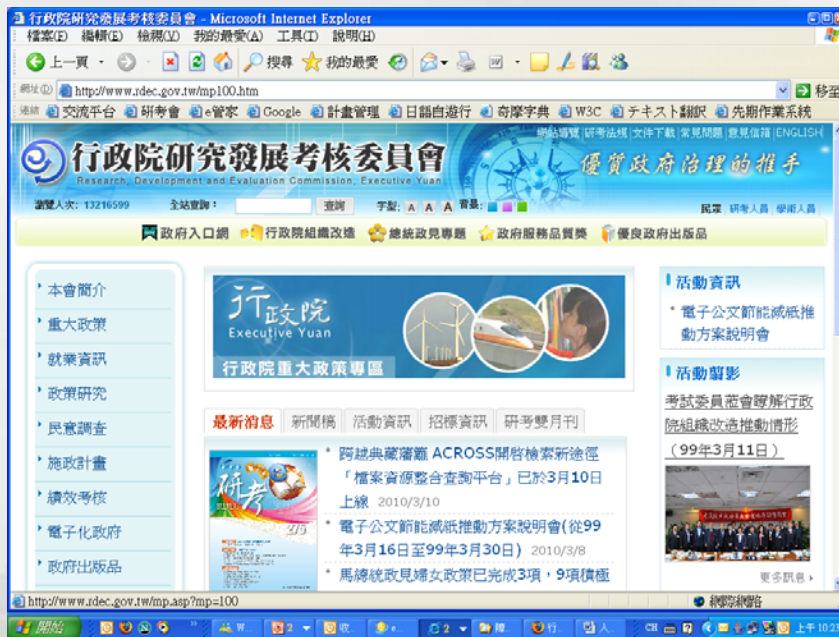 行政院研究發展考核委員會 - Microsoft Internet Explorer
檔案(F) 編輯(E) 檢視(V) 我的最愛(A) 工具(T) 說明(H)
上一頁 搜尋 我的最愛
網址(D) http://www.rdec.gov.tw/mp100.htm 移至
連結 交流平台 研考會 e管家 Google 計畫管理 日語自遊行 奇摩字典 W3C テキスト翻訳 先期作業系統
網站導覽|研考法規|文件下載|常見問題|意見信箱|ENGLISH
行政院研究發展考核委員會
優質政府治理的推手
Research, Development and Evaluation Commission, Executive Yuan
瀏覽人次: 13216599 全站查詢: 查詢 字型: A A A 背景: 民眾 研考人員 學術人員
政府入口網 行政院組織改造 總統政見專題 政府服務品質獎 優良政府出版品
本會簡介
重大政策
就業資訊
政策研究
民意調查
施政計畫
績效考核
電子化政府
政府出版品
行政院
Executive Yuan
行政院重大政策專區
最新消息 新聞稿 活動資訊 招標資訊 研考雙月刊
研考
275
跨越典藏藩籬 ACROSS開啓檢索新途徑
「檔案資源整合查詢平台」已於3月10日
上線 2010/3/10
電子公文節能減紙推動方案說明會(從99
年3月16日至99年3月30日) 2010/3/8
馬總統政見婦女政策已完成3項，9項積極
活動資訊
電子公文節能減紙推
動方案說明會
活動翦影
考試委員蒞會瞭解行政
院組織改造推動情形
（99年3月11日）
更多訊息
http://www.rdec.gov.tw/mp.asp?mp=100 網際網路
開始 W... 2 收... e... 2 障... 行... 人... CH 上午 10:29